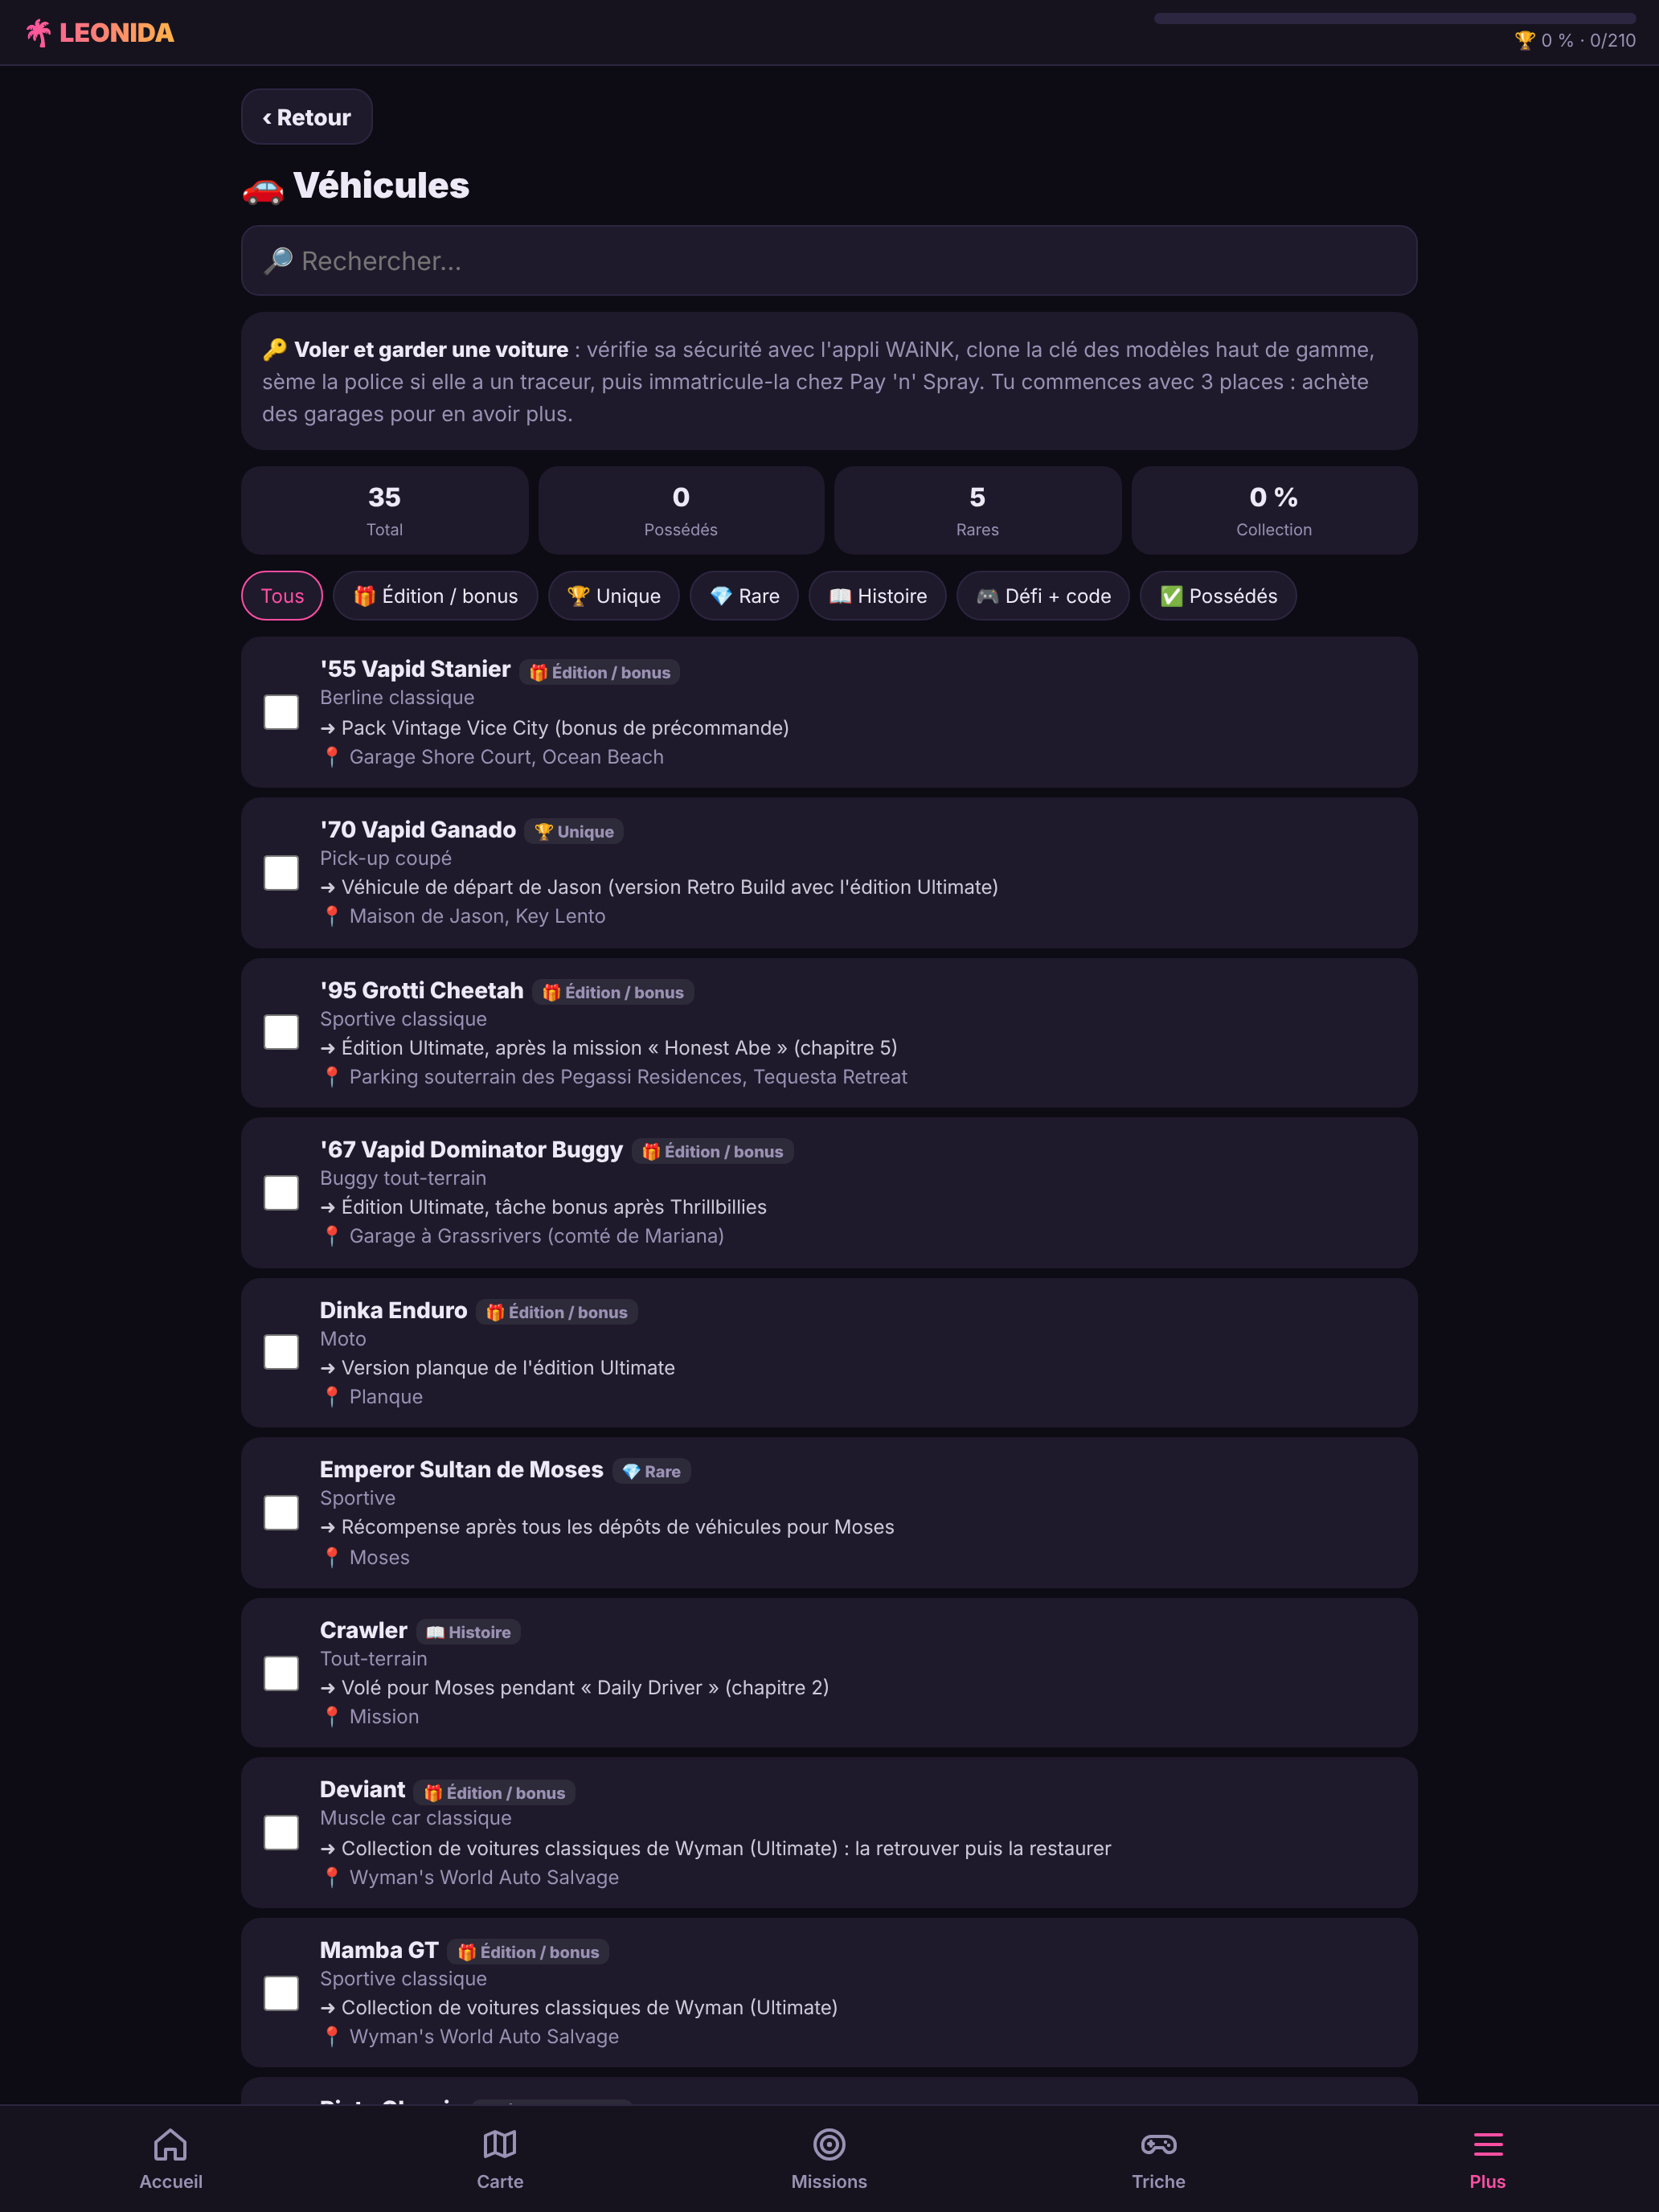 LEONIDA
0 % · 0/210
‹ Retour
Véhicules
Rechercher...
Voler et garder une voiture : vérifie sa sécurité avec l'appli WAiNK, clone la clé des modèles haut de gamme,
sème la police si elle a un traceur, puis immatricule-la chez Pay 'n' Spray. Tu commences avec 3 places : achète
des garages pour en avoir plus.
35 0 5 0 %
Total Possédés Rares Collection
Tous Édition / bonus Unique Rare Histoire Défi + code Possédés
'55 Vapid Stanier Édition / bonus
Berline classique
→ Pack Vintage Vice City (bonus de précommande)
Garage Shore Court, Ocean Beach
'70 Vapid Ganado Unique
Pick-up coupé
→ Véhicule de départ de Jason (version Retro Build avec l'édition Ultimate)
Maison de Jason, Key Lento
'95 Grotti Cheetah Édition / bonus
Sportive classique
→ Édition Ultimate, après la mission « Honest Abe » (chapitre 5)
Parking souterrain des Pegassi Residences, Tequesta Retreat
'67 Vapid Dominator Buggy Édition / bonus
Buggy tout-terrain
→ Édition Ultimate, tâche bonus après Thrillbillies
Garage à Grassrivers (comté de Mariana)
Dinka Enduro Édition / bonus
Moto
→ Version planque de l'édition Ultimate
Planque
Emperor Sultan de Moses Rare
Sportive
→ Récompense après tous les dépôts de véhicules pour Moses
Moses
Crawler Histoire
Tout-terrain
→ Volé pour Moses pendant « Daily Driver » (chapitre 2)
Mission
Deviant Édition / bonus
Muscle car classique
→ Collection de voitures classiques de Wyman (Ultimate) : la retrouver puis la restaurer
Wyman's World Auto Salvage
Mamba GT Édition / bonus
Sportive classique
→ Collection de voitures classiques de Wyman (Ultimate)
Wyman's World Auto Salvage
Accueil Carte Missions Triche Plus